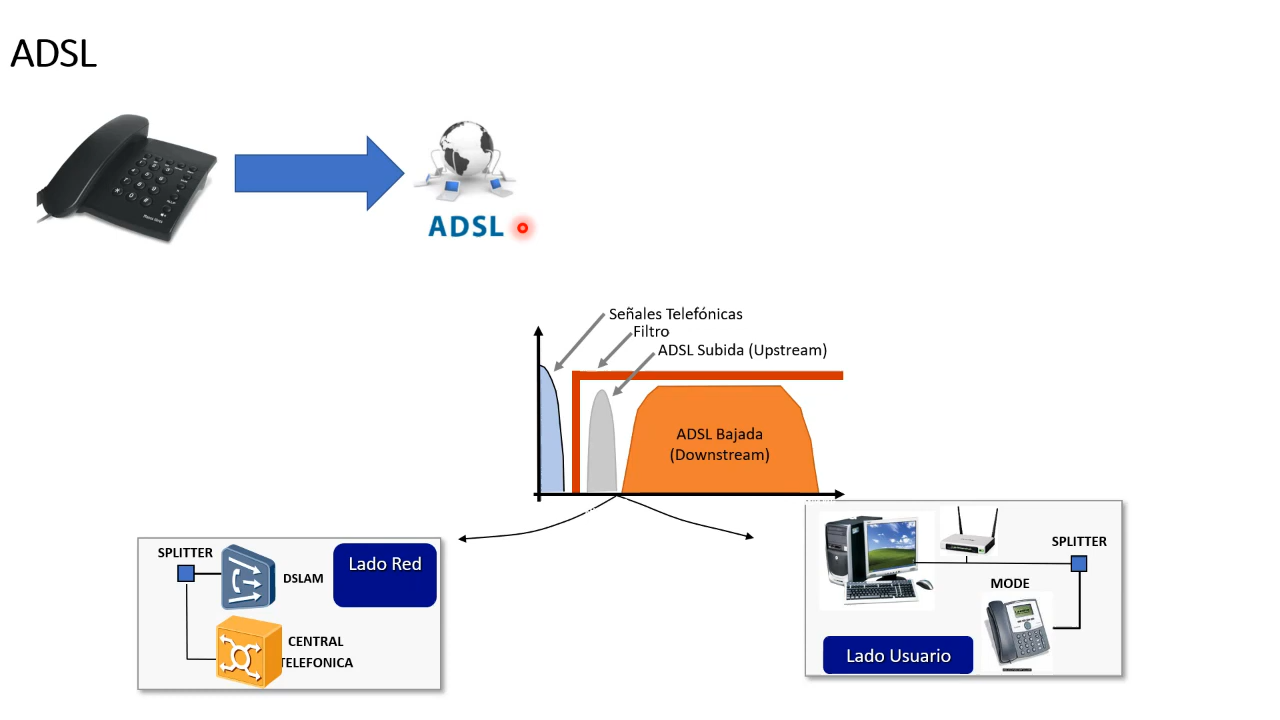 ADSL
ADSL
Señales Telefónicas
Filtro
ADSL Subida (Upstream)
ADSL Bajada
(Downstream)
SPLITTER
DSLAM
Lado Red
CENTRAL
TELEFONICA
SPLITTER
MODE
Lado Usuario